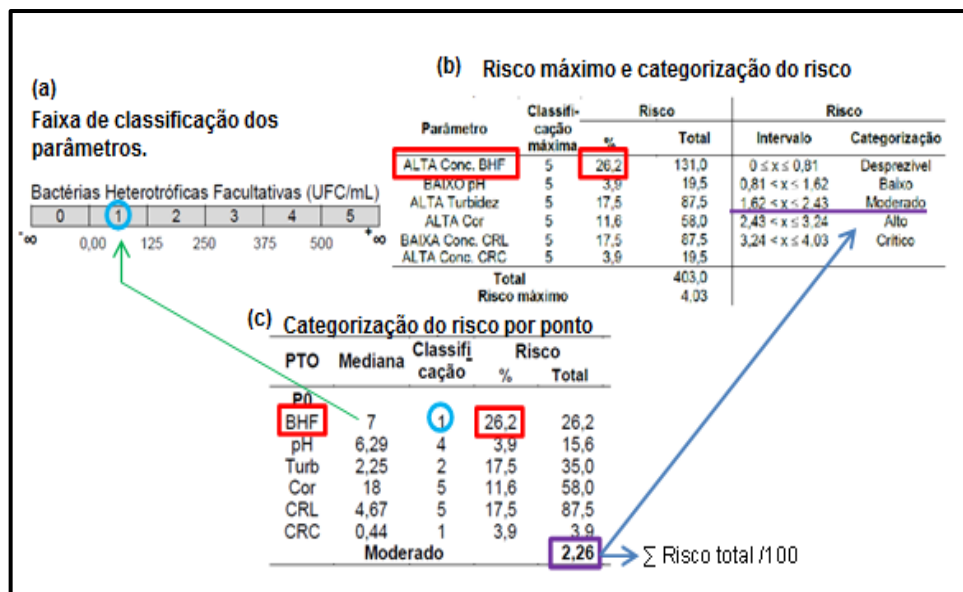 (a)
Faixa de classificação dos
parâmetros.
Bactérias Heterotróficas Facultativas (UFC/mL)
0 1 2 3 4 5
-∞ 0,00 125 250 375 500 +∞
(b) Risco máximo e categorização do risco
Parâmetro Classifi-cação máxima Risco Risco
% Total Intervalo Categorização
ALTA Conc. BHF 5 26,2 131,0 0 ≤ x ≤ 0,81 Desprezível
BAIXO pH 5 3,9 19,5 0,81 < x ≤ 1,62 Baixo
ALTA Turbidez 5 17,5 87,5 1,62 < x ≤ 2,43 Moderado
ALTA Cor 5 11,6 58,0 2,43 < x ≤ 3,24 Alto
BAIXA Conc. CRL 5 17,5 87,5 3,24 < x ≤ 4,03 Crítico
ALTA Conc. CRC 5 3,9 19,5
Total 403,0
Risco máximo 4,03
(c) Categorização do risco por ponto
PTO Mediana Classifi cação Risco
% Total
P0
BHF 7 1 26,2 26,2
pH 6,29 4 3,9 15,6
Turb 2,25 2 17,5 35,0
Cor 18 5 11,6 58,0
CRL 4,67 5 17,5 87,5
CRC 0,44 1 3,9 3,9
Moderado 2,26
∑ Risco total /100